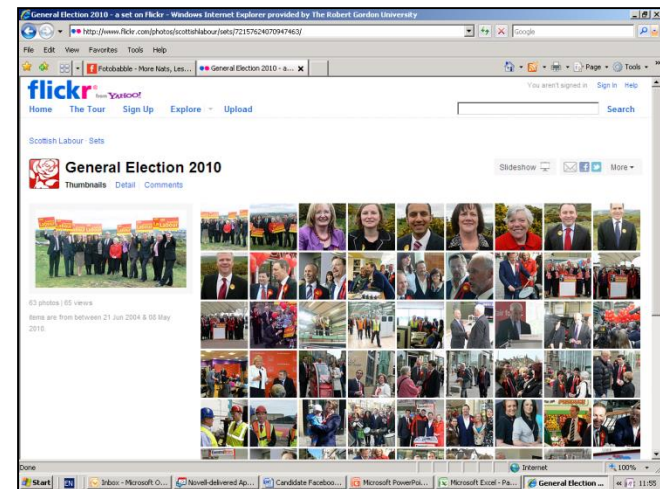 General Election 2010 - a set on Flickr - Windows Internet Explorer provided by The Robert Gordon University
http://www.flickr.com/photos/scottishlabour/sets/72157624070947463/
Google
File Edit View Favorites Tools Help
Fotobabble - More Nats, Les...
General Election 2010 - a...
Page Tools
flickr from YAHOO!
You aren't signed in Sign In Help
Home The Tour Sign Up Explore Upload
Search
Scottish Labour Sets
General Election 2010
Slideshow More
Thumbnails Detail Comments
63 photos | 65 views
items are from between 21 Jun 2004 & 08 May 2010.
Done
Internet
100%
Start EN Inbox - Microsoft O... Novell-delivered Ap... Candidate Faceboo... Microsoft PowerPoi... Microsoft Excel - Pa... General Election ... 11:55